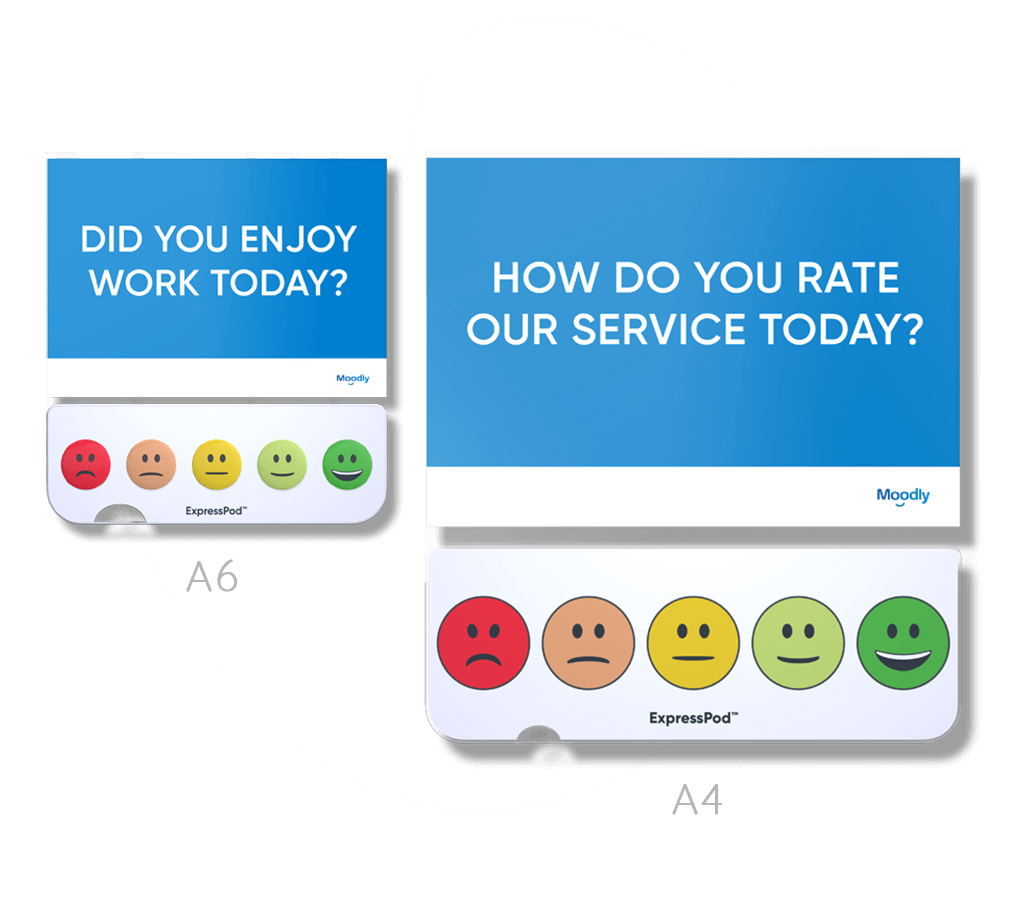 DID YOU ENJOY
WORK TODAY?
Moodly
ExpressPod™
A6
HOW DO YOU RATE
OUR SERVICE TODAY?
Moodly
ExpressPod™
A4